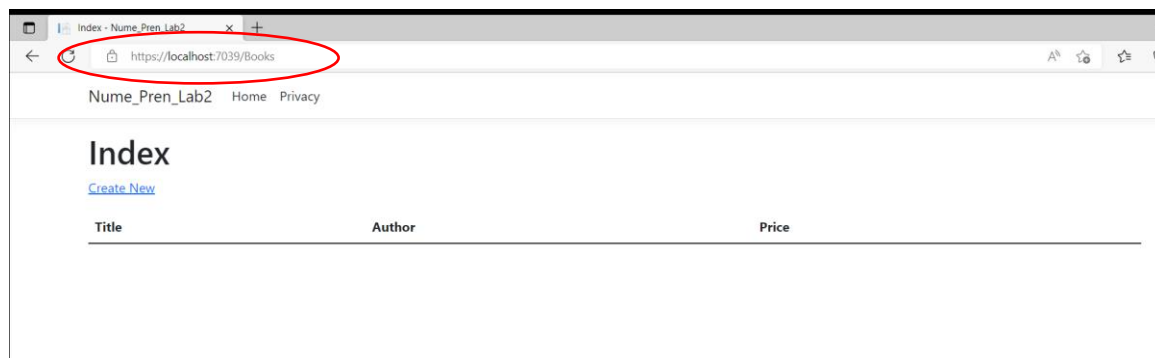 Index - Nume_Pren_Lab2
https://localhost:7039/Books
Nume_Pren_Lab2 Home Privacy
Index
Create New
Title Author Price